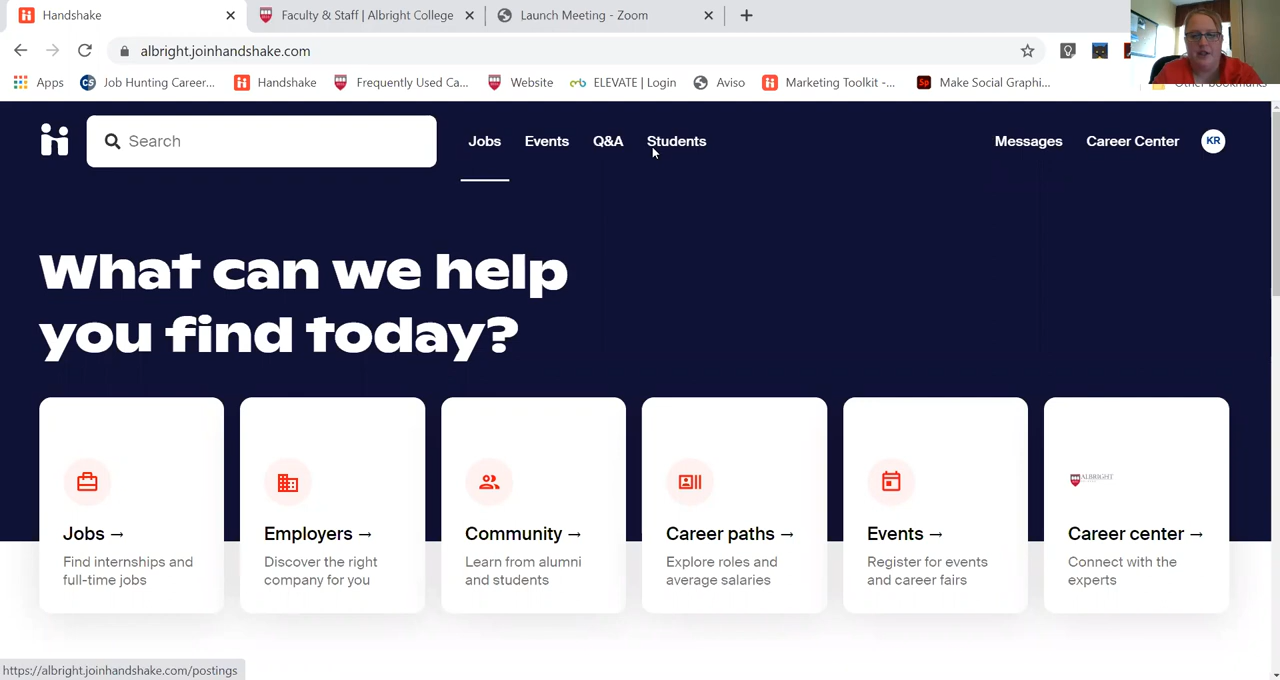 Handshake
Faculty & Staff | Albright College
Launch Meeting - Zoom
albright.joinhandshake.com
Apps
Job Hunting Career...
Handshake
Frequently Used Ca...
Website
ELEVATE | Login
Aviso
Marketing Toolkit -...
Make Social Graphi...
Other bookmarks
Search
Jobs
Events
Q&A
Students
Messages
Career Center
KR
What can we help
you find today?
Jobs →
Find internships and
full-time jobs
Employers →
Discover the right
company for you
Community →
Learn from alumni
and students
Career paths →
Explore roles and
average salaries
Events →
Register for events
and career fairs
ALBRIGHT
Career center →
Connect with the
experts
https://albright.joinhandshake.com/postings